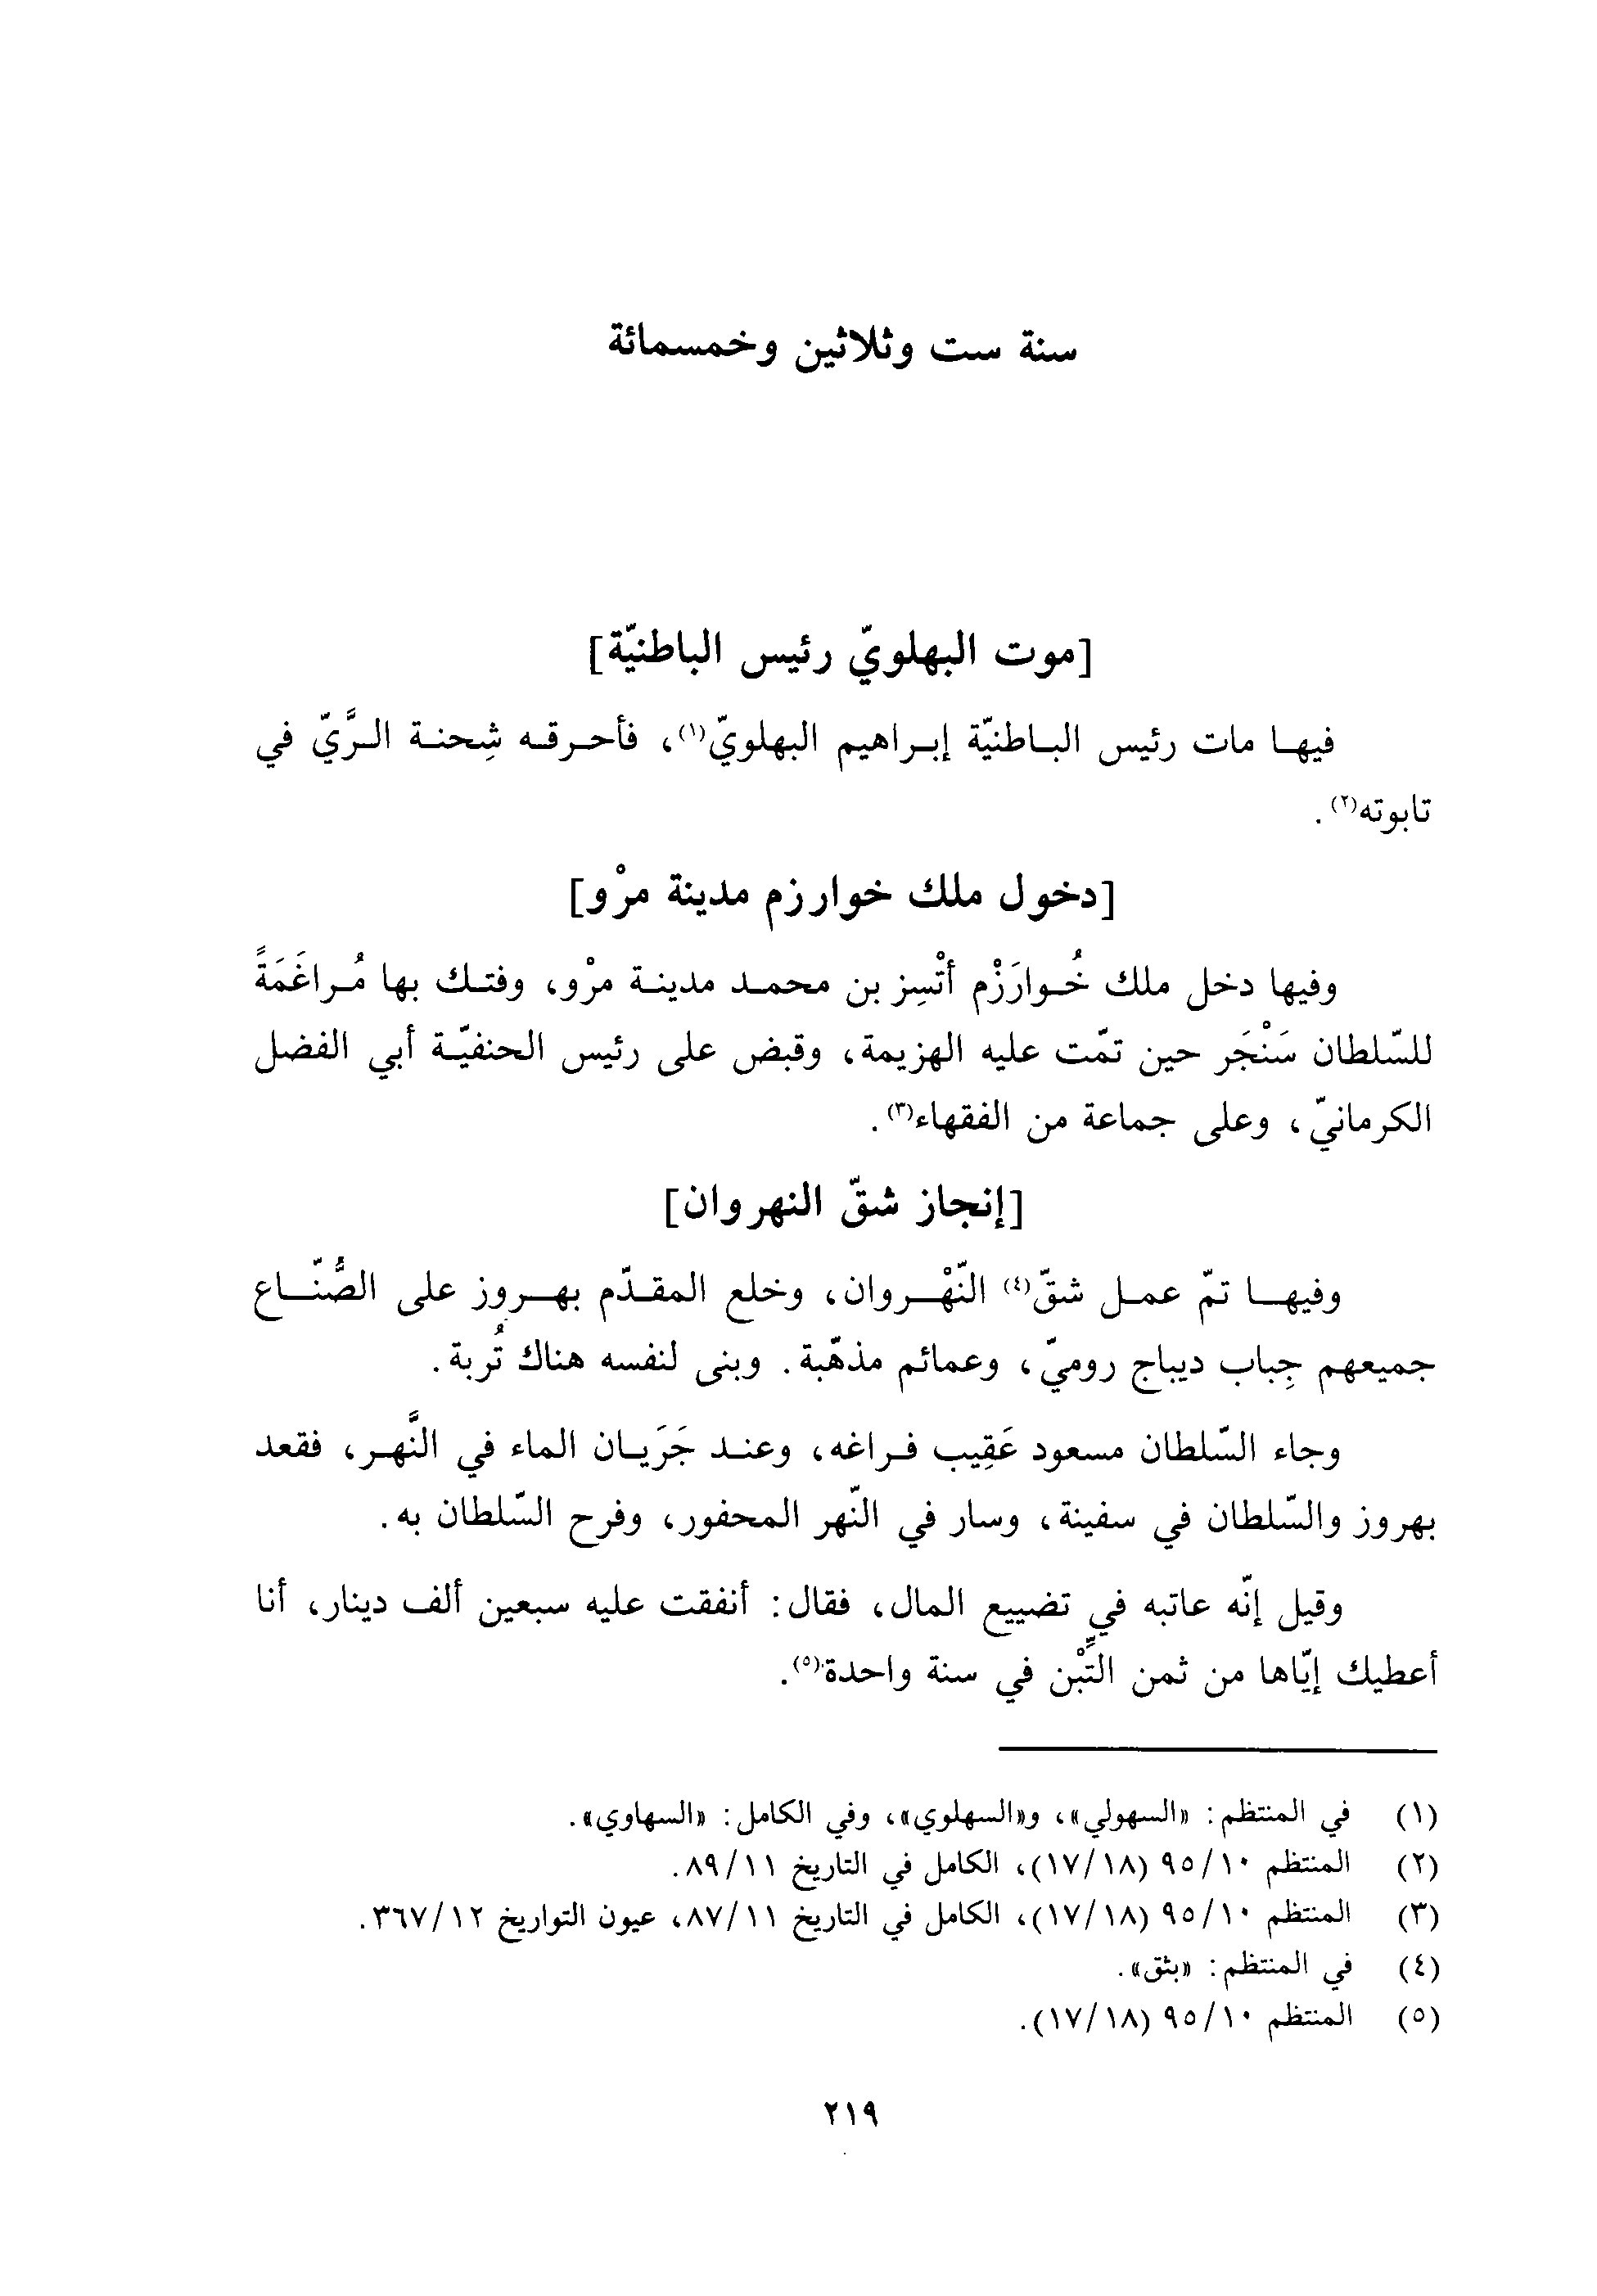 سنة ست وثلاثين وخمسمائة
[موت البهلويّ رئيس الباطنيّة]
فيها مات رئيس الباطنيّة إبراهيم البهلويّ(١)، فأحرقه شِحنة الرَّيّ في
تابوته(٢).
[دخول ملك خوارزم مدينة مرْو]
وفيها دخل ملك خُوارَزْم أتْسِز بن محمد مدينة مرْو، وفتك بها مُراغَمَةً
للسّلطان سَنْجَر حين تمّت عليه الهزيمة، وقبض على رئيس الحنفيّة أبي الفضل
الكرمانيّ، وعلى جماعة من الفقهاء(٣).
[إنجاز شقّ النهروان]
وفيها تمّ عمل شقّ(٤) النّهْروان، وخلع المقدّم بهروز على الصُّنّاع
جميعهم جِباب ديباج روميّ، وعمائم مذهّبة. وبنى لنفسه هناك تُربة.
وجاء السّلطان مسعود عَقِيب فراغه، وعند جَرَيان الماء في النَّهر، فقعد
بهروز والسّلطان في سفينة، وسار في النّهر المحفور، وفرح السّلطان به.
وقيل إنّه عاتبه في تضييع المال، فقال: أنفقت عليه سبعين ألف دينار، أنا
أعطيك إيّاها من ثمن التِّبْن في سنة واحدة(٥).
(١) في المنتظم: «السهولي»، و«السهلوي»، وفي الكامل: «السهاوي».
(٢) المنتظم ٩٥/١٠ (١٧/١٨)، الكامل في التاريخ ٨٩/١١.
(٣) المنتظم ٩٥/١٠ (١٧/١٨)، الكامل في التاريخ ٨٧/١١، عيون التواريخ ٣٦٧/١٢.
(٤) في المنتظم: «بثق».
(٥) المنتظم ٩٥/١٠ (١٧/١٨).
٢١٩